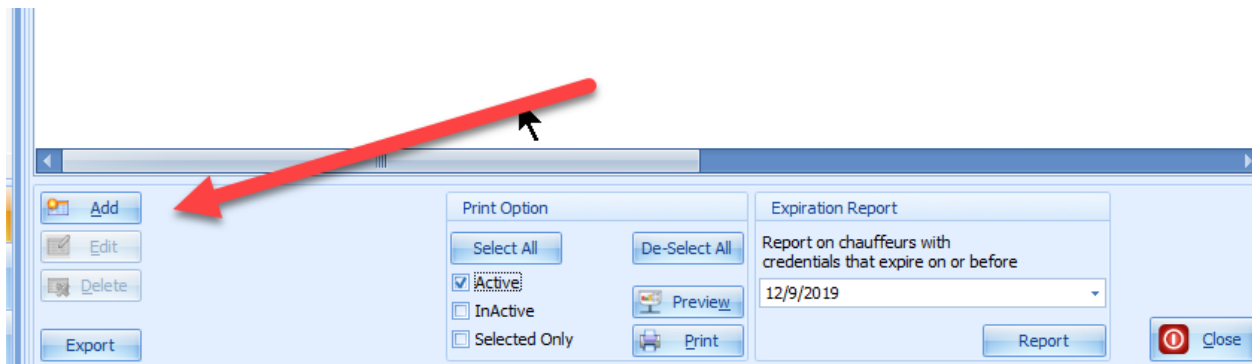 Add
Edit
Delete
Export
Print Option
Select All
De-Select All
Active
InActive
Selected Only
Preview
Print
Expiration Report
Report on chauffeurs with
credentials that expire on or before
12/9/2019
Report
Close